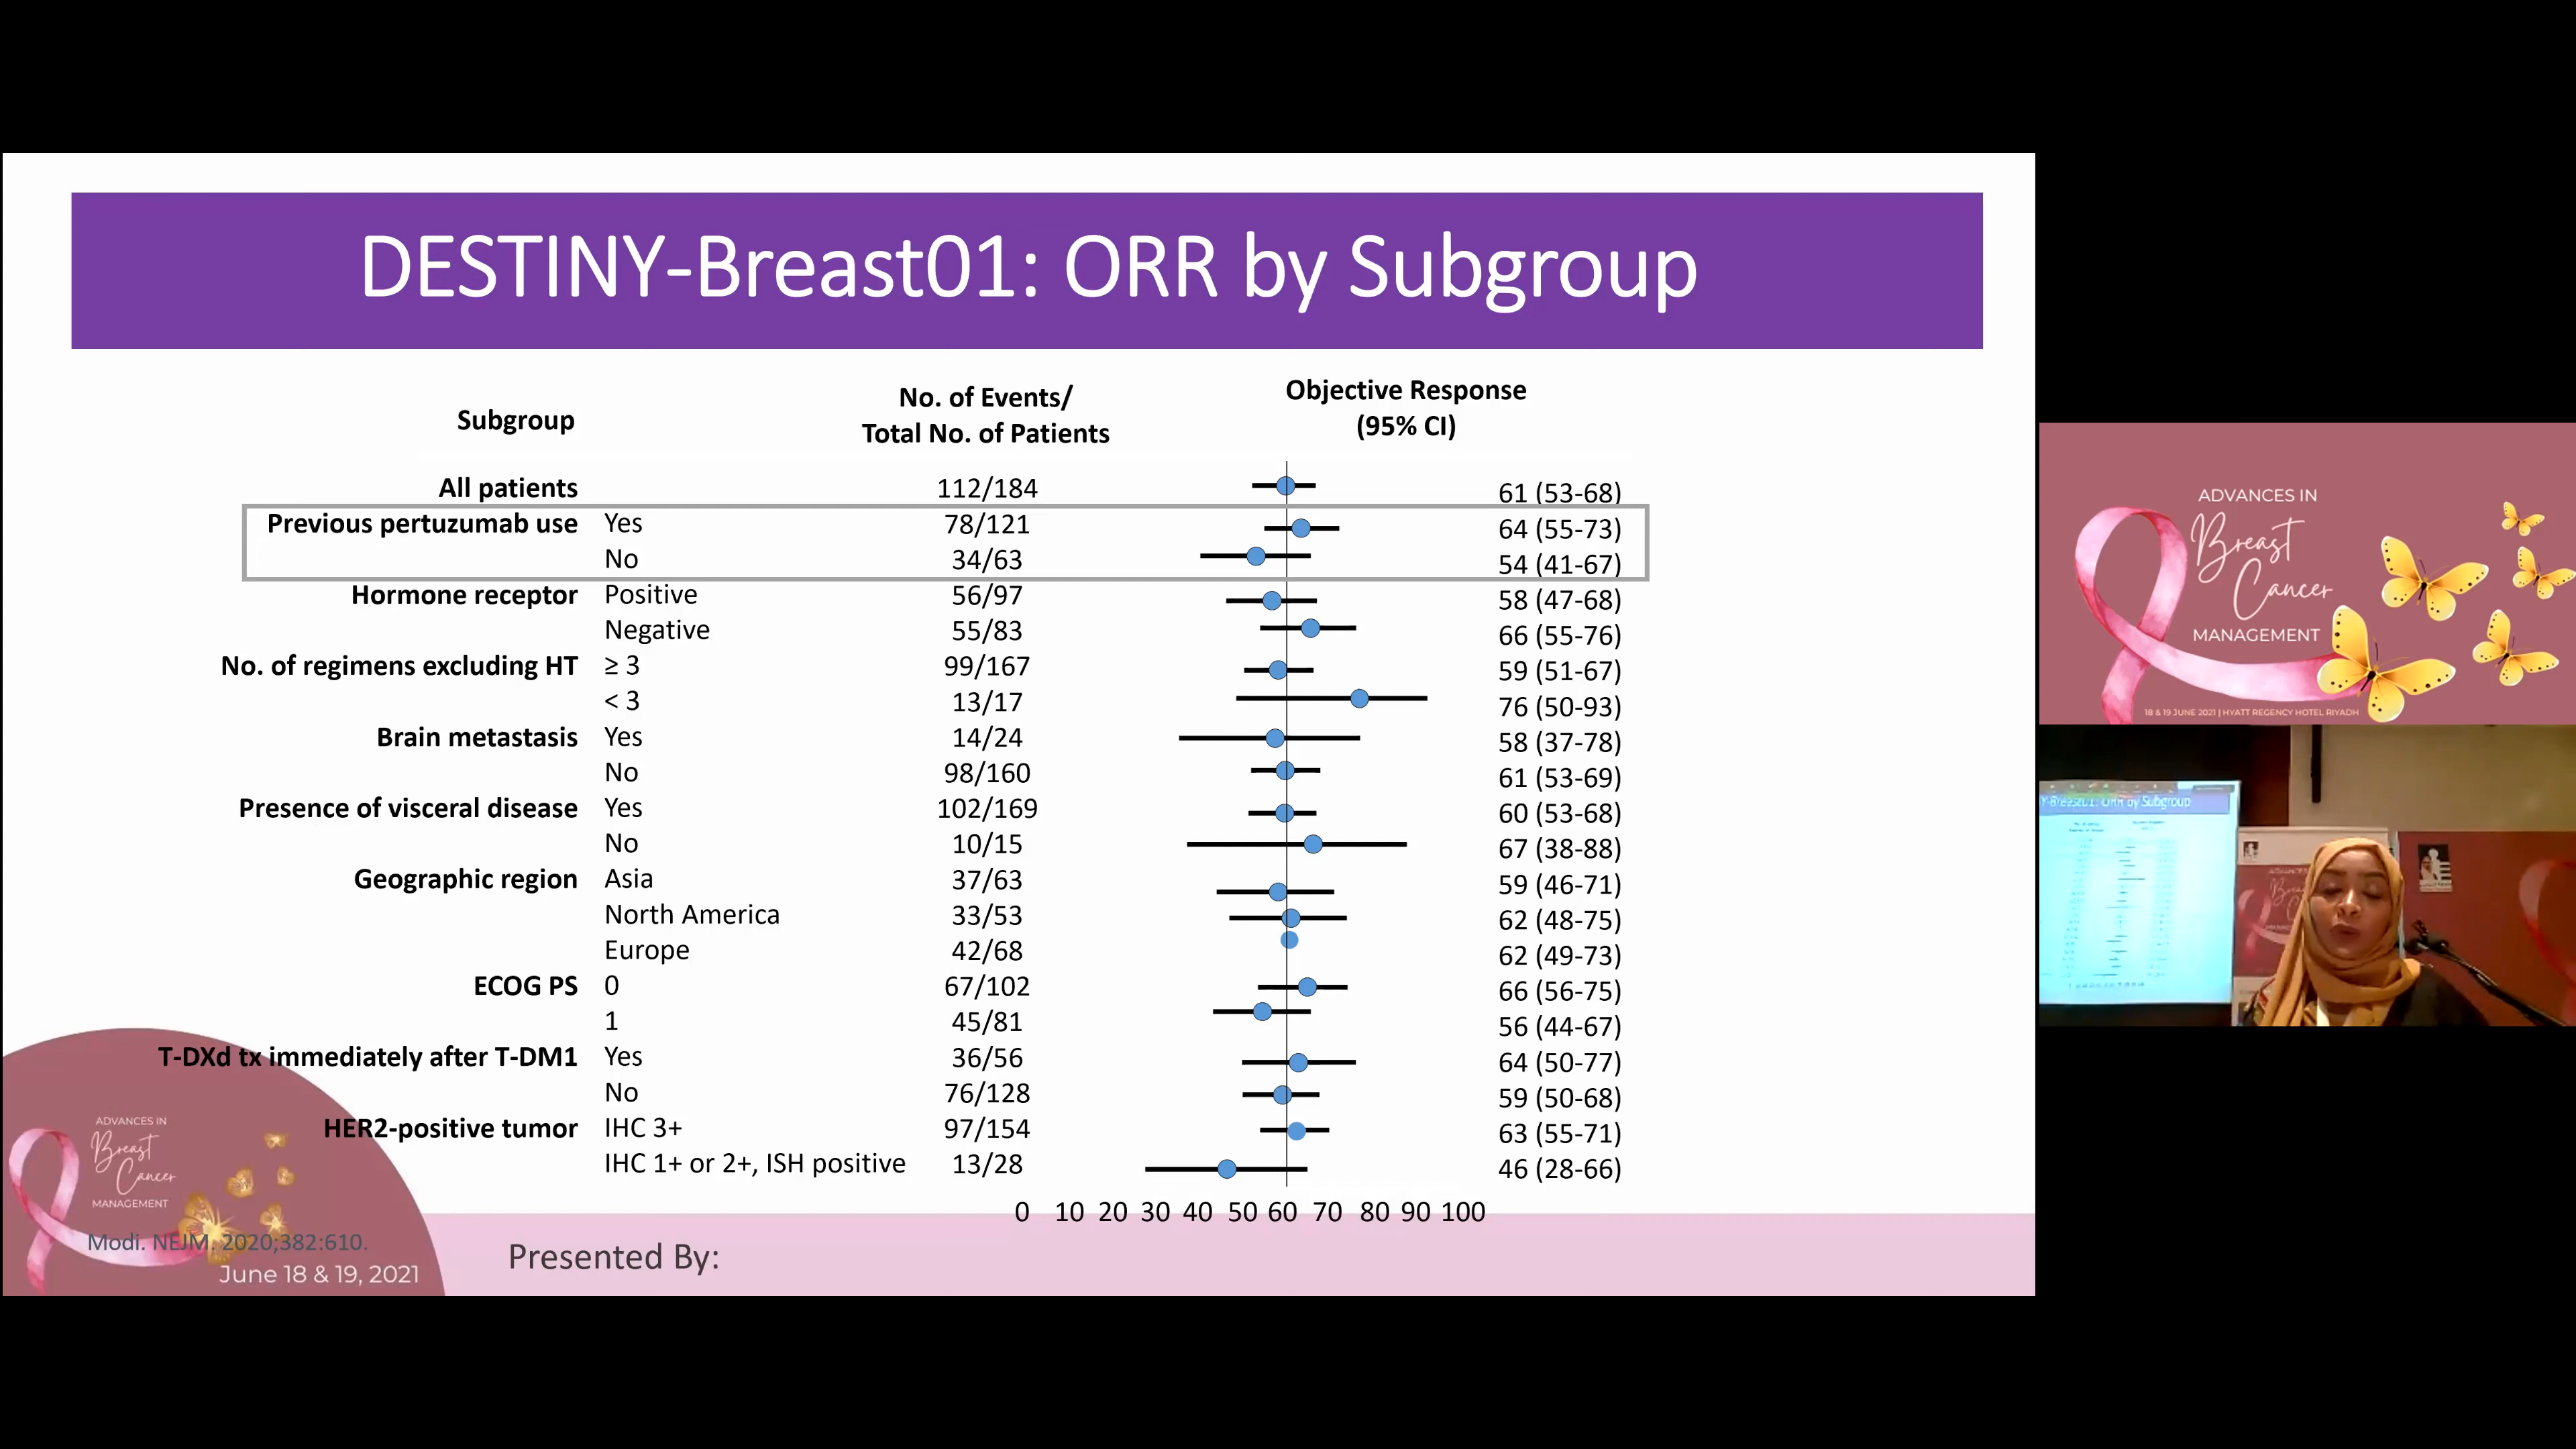 DESTINY-Breast01: ORR by Subgroup
Subgroup
No. of Events/
Total No. of Patients
Objective Response
(95% CI)
All patients 112/184 61 (53-68)
Previous pertuzumab use Yes 78/121 64 (55-73)
No 34/63 54 (41-67)
Hormone receptor Positive 56/97 58 (47-68)
Negative 55/83 66 (55-76)
No. of regimens excluding HT ≥ 3 99/167 59 (51-67)
< 3 13/17 76 (50-93)
Brain metastasis Yes 14/24 58 (37-78)
No 98/160 61 (53-69)
Presence of visceral disease Yes 102/169 60 (53-68)
No 10/15 67 (38-88)
Geographic region Asia 37/63 59 (46-71)
North America 33/53 62 (48-75)
Europe 42/68 62 (49-73)
ECOG PS 0 67/102 66 (56-75)
1 45/81 56 (44-67)
T-DXd tx immediately after T-DM1 Yes 36/56 64 (50-77)
No 76/128 59 (50-68)
HER2-positive tumor IHC 3+ 97/154 63 (55-71)
IHC 1+ or 2+, ISH positive 13/28 46 (28-66)
0 10 20 30 40 50 60 70 80 90 100
ADVANCES IN
Breast
Cancer
MANAGEMENT
Modi. NEJM. 2020;382:610.
June 18 & 19, 2021
Presented By:
ADVANCES IN
Breast
Cancer
MANAGEMENT
18 & 19 JUNE 2021 | HYATT REGENCY HOTEL RIYADH
Y-Breast01: ORR by Subgroup